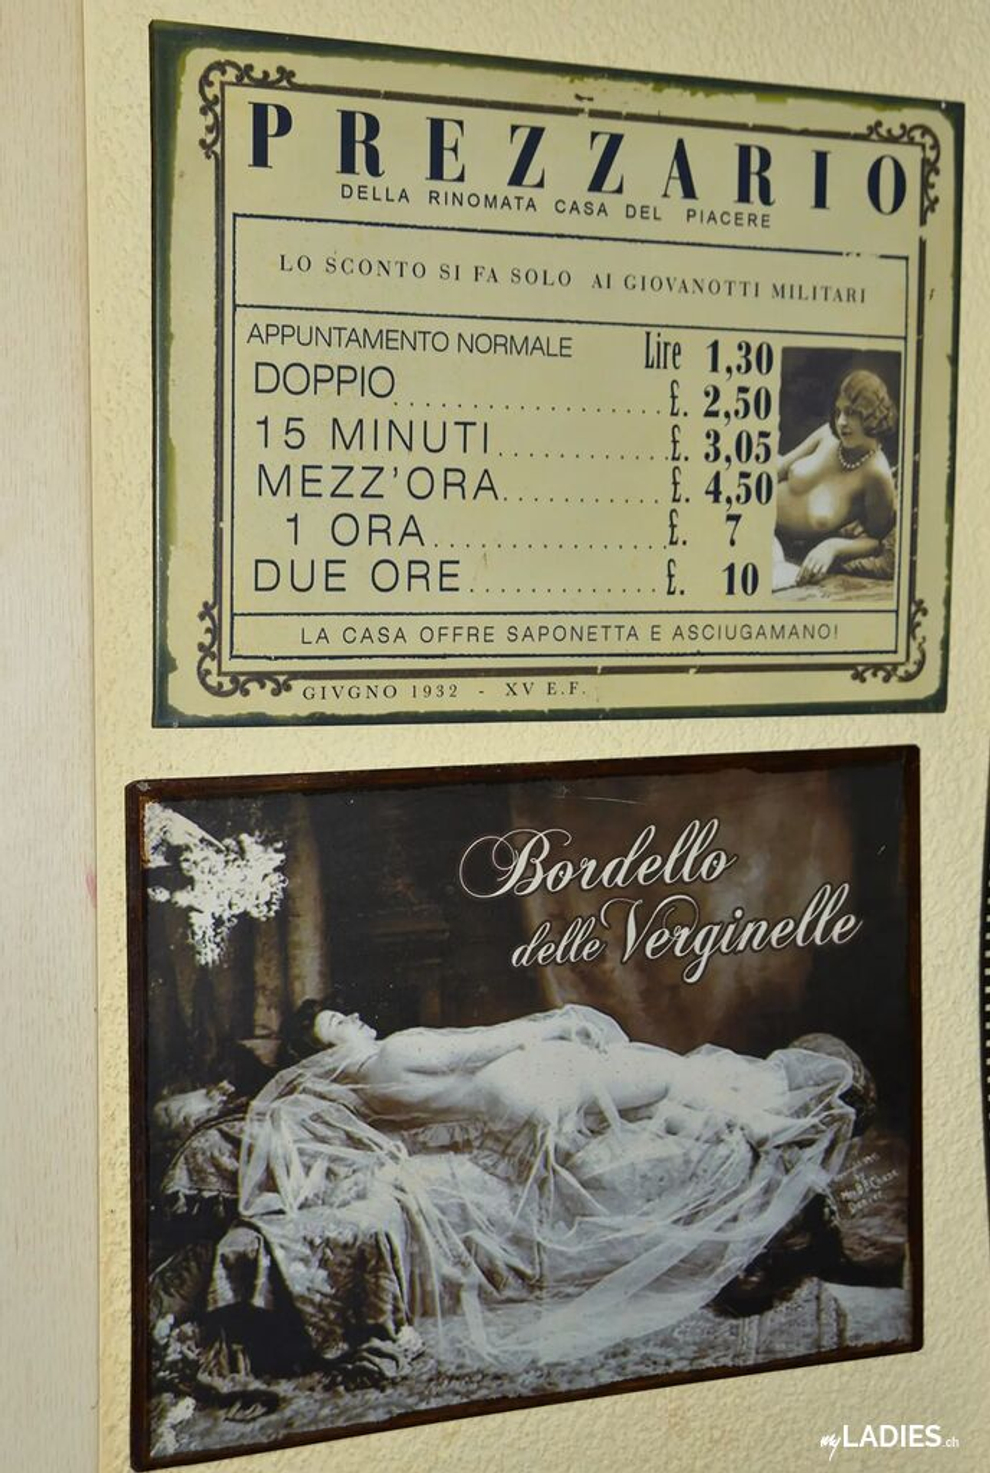 PREZZARIO
DELLA RINOMATA CASA DEL PIACERE
LO SCONTO SI FA SOLO AI GIOVANOTTI MILITARI
APPUNTAMENTO NORMALE Lire 1,30
DOPPIO....................£. 2,50
15 MINUTI.............£. 3,05
MEZZ'ORA............£. 4,50
1 ORA..................£. 7
DUE ORE..............£. 10
LA CASA OFFRE SAPONETTA E ASCIUGAMANO!
GIVGNO 1932 - XV E.F.
Bordello
delle Verginelle
Denver
myLADIES.ch